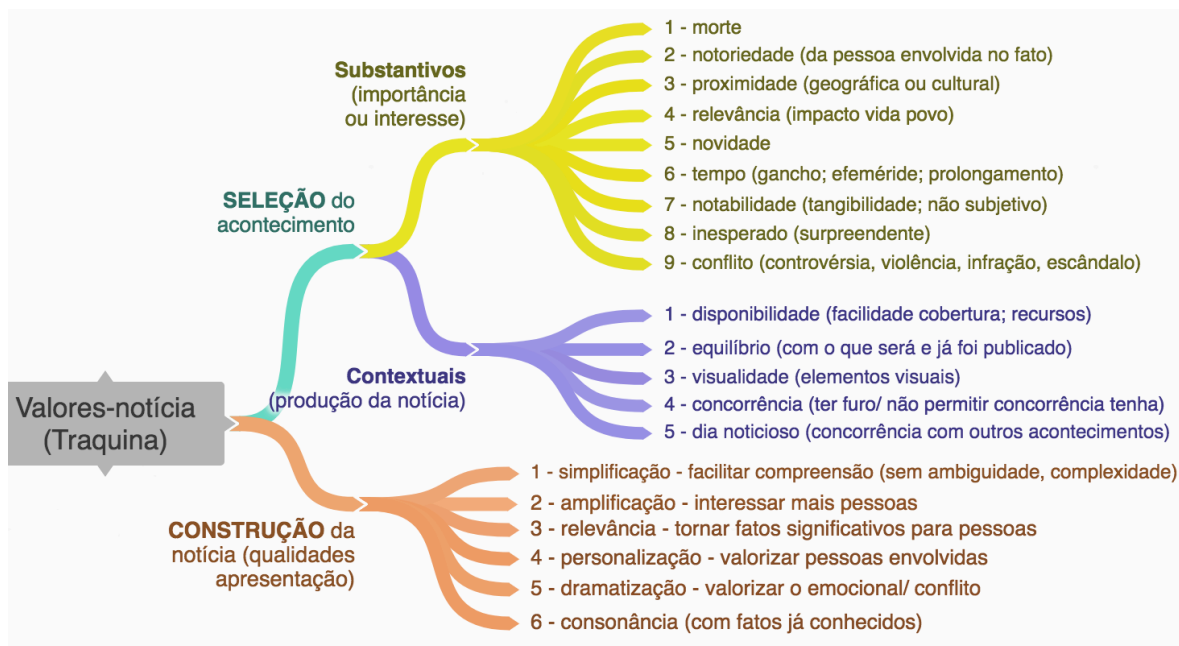 Valores-notícia
(Traquina)
SELEÇÃO do
acontecimento
Substantivos
(importância
ou interesse)
1 - morte
2 - notoriedade (da pessoa envolvida no fato)
3 - proximidade (geográfica ou cultural)
4 - relevância (impacto vida povo)
5 - novidade
6 - tempo (gancho; efeméride; prolongamento)
7 - notabilidade (tangibilidade; não subjetivo)
8 - inesperado (surpreendente)
9 - conflito (controvérsia, violência, infração, escândalo)
Contextuais
(produção da notícia)
1 - disponibilidade (facilidade cobertura; recursos)
2 - equilíbrio (com o que será e já foi publicado)
3 - visualidade (elementos visuais)
4 - concorrência (ter furo/ não permitir concorrência tenha)
5 - dia noticioso (concorrência com outros acontecimentos)
CONSTRUÇÃO da
notícia (qualidades
apresentação)
1 - simplificação - facilitar compreensão (sem ambiguidade, complexidade)
2 - amplificação - interessar mais pessoas
3 - relevância - tornar fatos significativos para pessoas
4 - personalização - valorizar pessoas envolvidas
5 - dramatização - valorizar o emocional/ conflito
6 - consonância (com fatos já conhecidos)